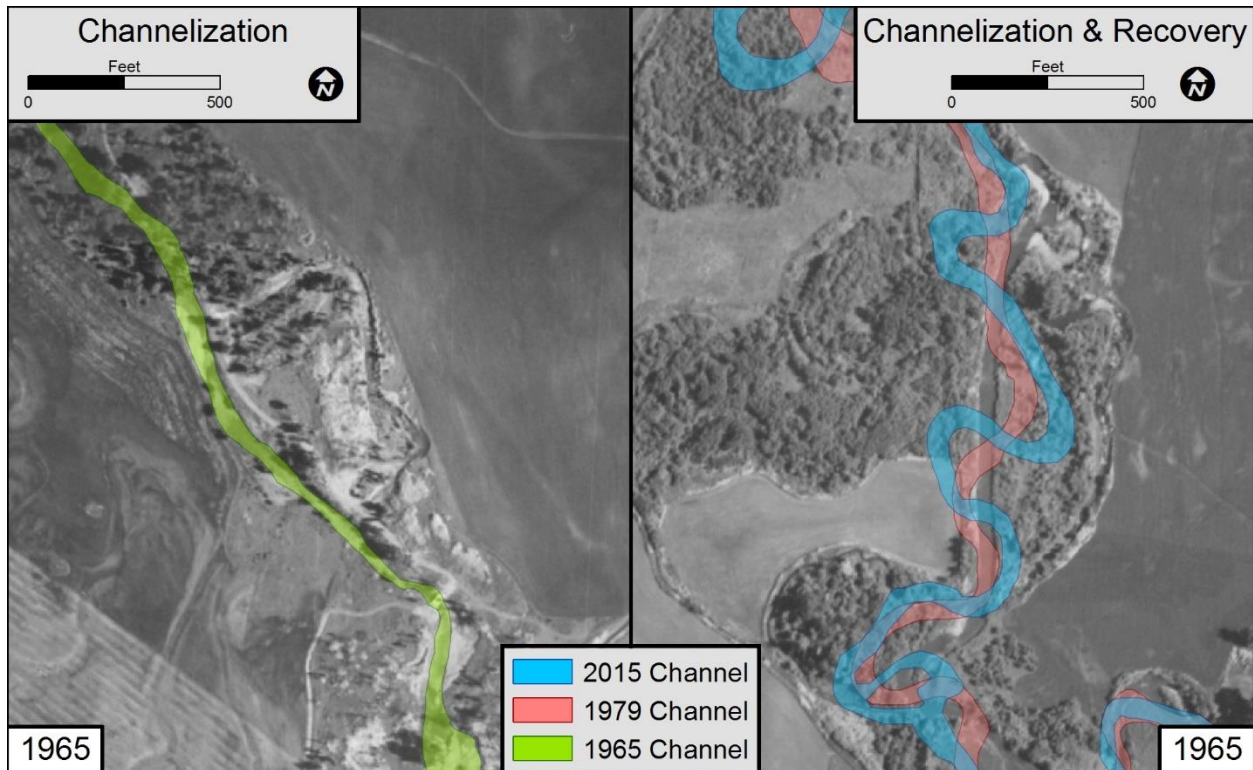 Channelization
Feet
0 500
N
1965
Channelization & Recovery
Feet
0 500
N
2015 Channel
1979 Channel
1965 Channel
1965